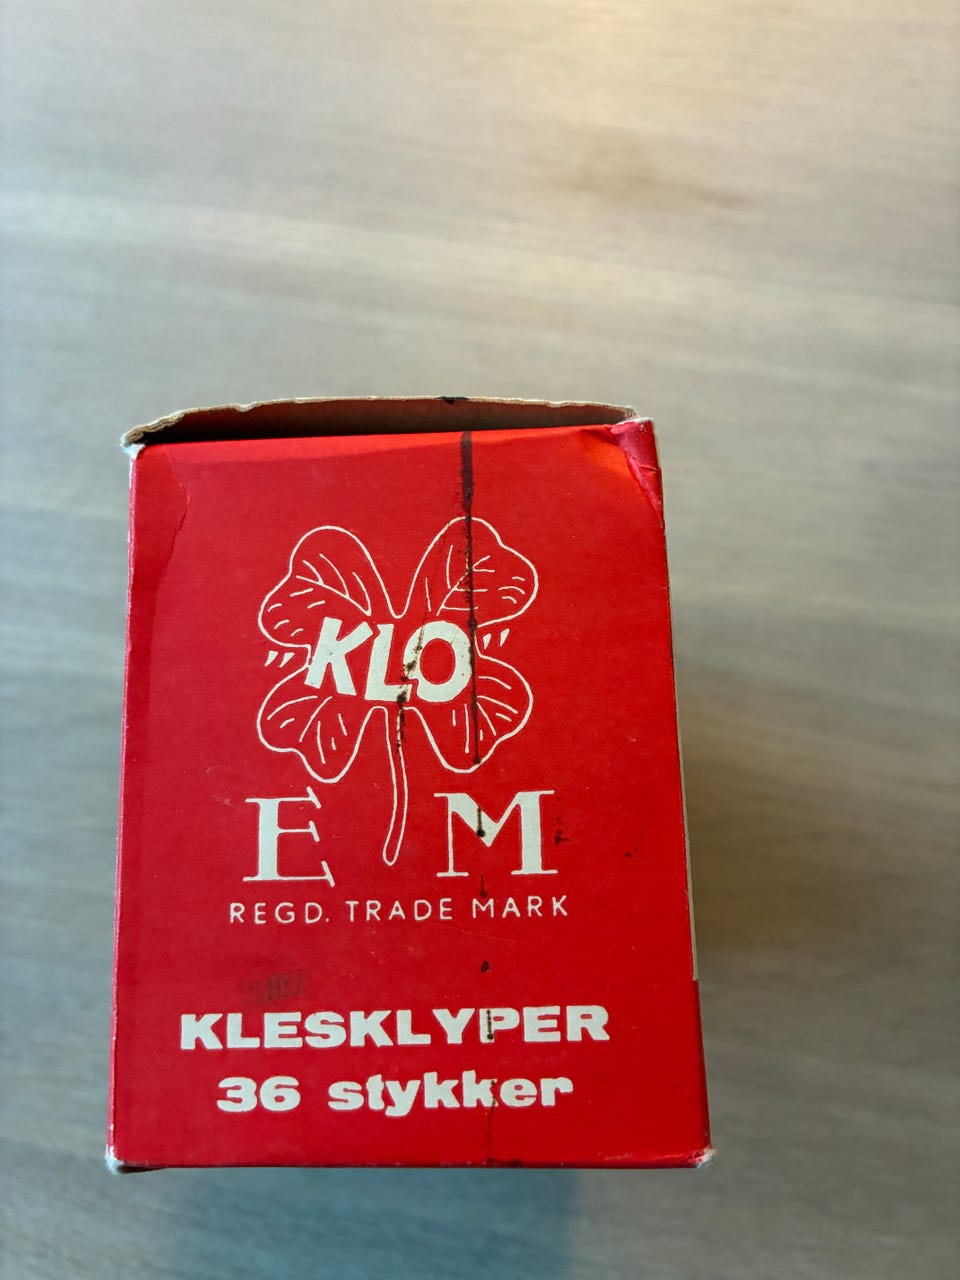 "KLO"
E M
REGD. TRADE MARK
KLESKLYPER
36 stykker